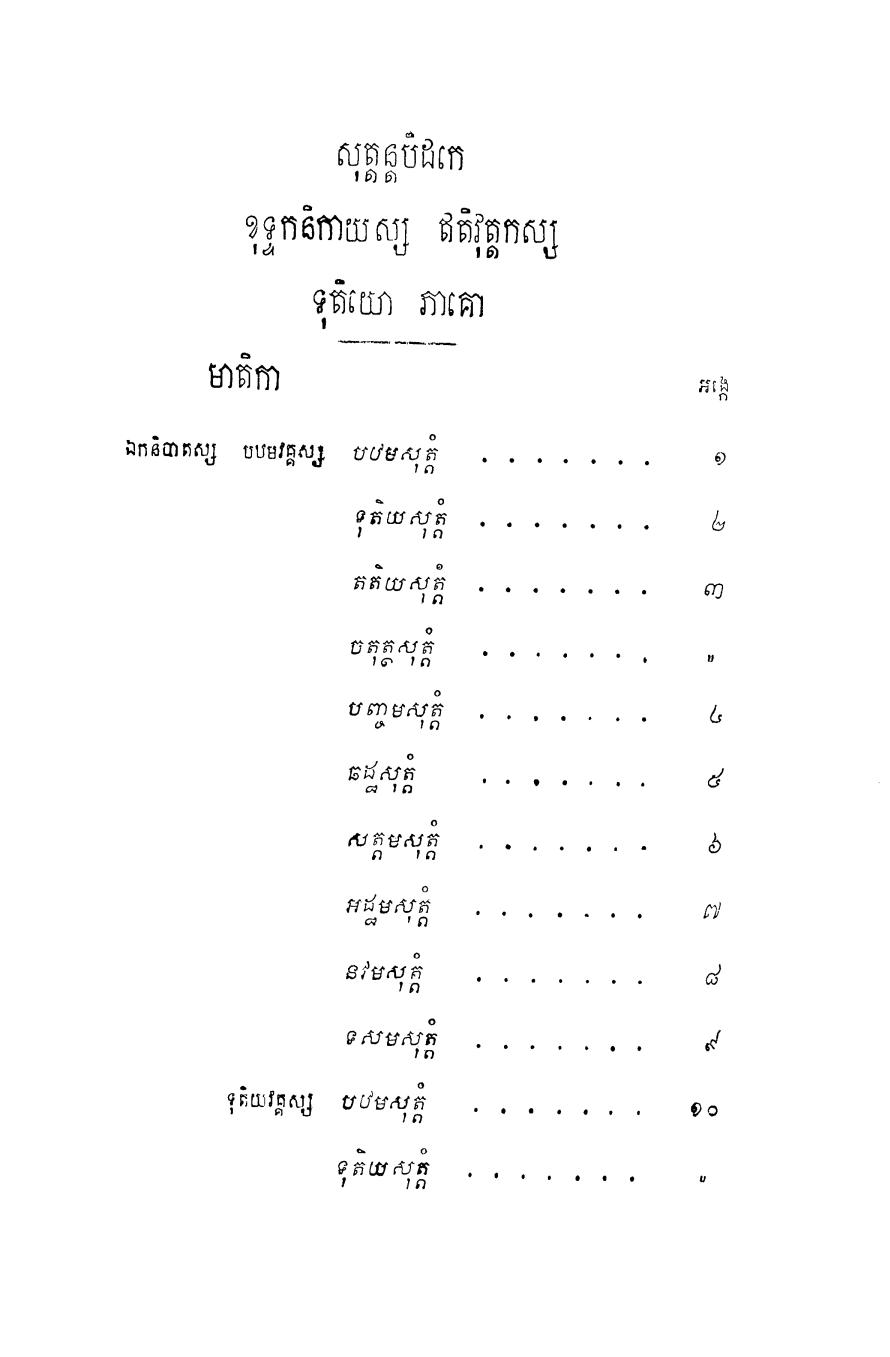 សុត្តន្តបិដកេ
ខុទ្ទកនិកាយស្ស ឥតិវុត្តកស្ស
ទុតិយោ ភាគោ
មាតិកា អង្កេ
ឯកនិបាតស្ស បឋមវគ្គស្ស បឋមសុត្តំ . . . . . . . ១
ទុតិយសុត្តំ . . . . . . . ២
តតិយសុត្តំ . . . . . . . ៣
ចតុត្ថសុត្តំ . . . . . . . "
បញ្ចមសុត្តំ . . . . . . . ៤
ឆដ្ឋសុត្តំ . . . . . . . ៥
សត្តមសុត្តំ . . . . . . . ៦
អដ្ឋមសុត្តំ . . . . . . . ៧
នវមសុត្តំ . . . . . . . ៨
ទសមសុត្តំ . . . . . . . ៩
ទុតិយវគ្គស្ស បឋមសុត្តំ . . . . . . . ១០
ទុតិយសុត្តំ . . . . . . . "